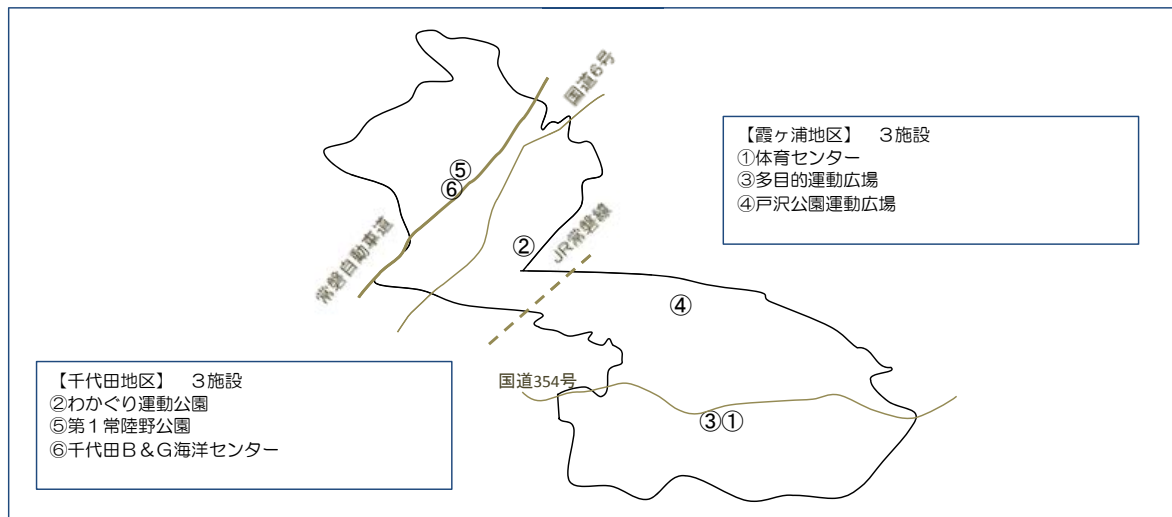 国道6号
【霞ヶ浦地区】　３施設
①体育センター
③多目的運動広場
④戸沢公園運動広場
⑤
⑥
常磐自動車道
②
JR常磐線
④
【千代田地区】　３施設
②わかぐり運動公園
⑤第１常陸野公園
⑥千代田Ｂ＆Ｇ海洋センター
国道354号
③①